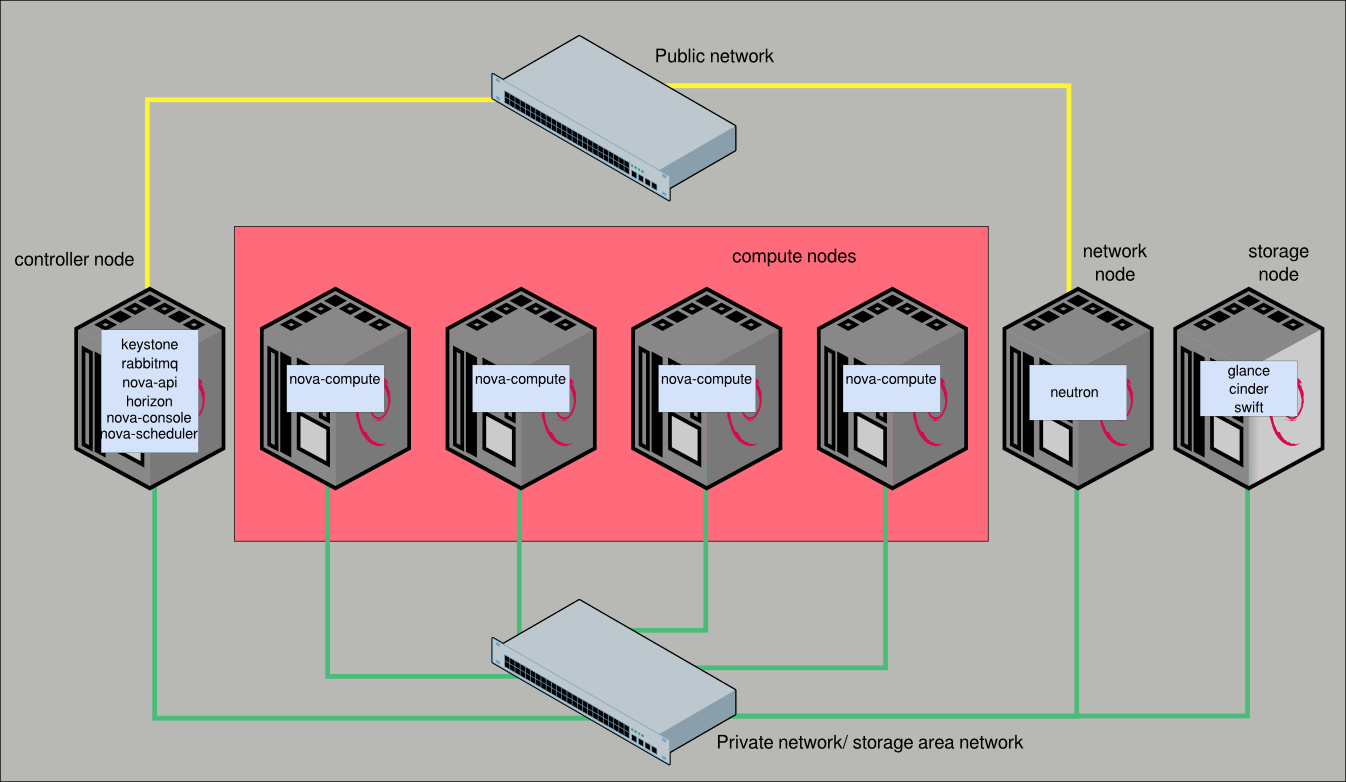 Public network
controller node
compute nodes
network
node
storage
node
keystone
rabbitmq
nova-api
horizon
nova-console
nova-scheduler
nova-compute
nova-compute
nova-compute
nova-compute
neutron
glance
cinder
swift
Private network/ storage area network